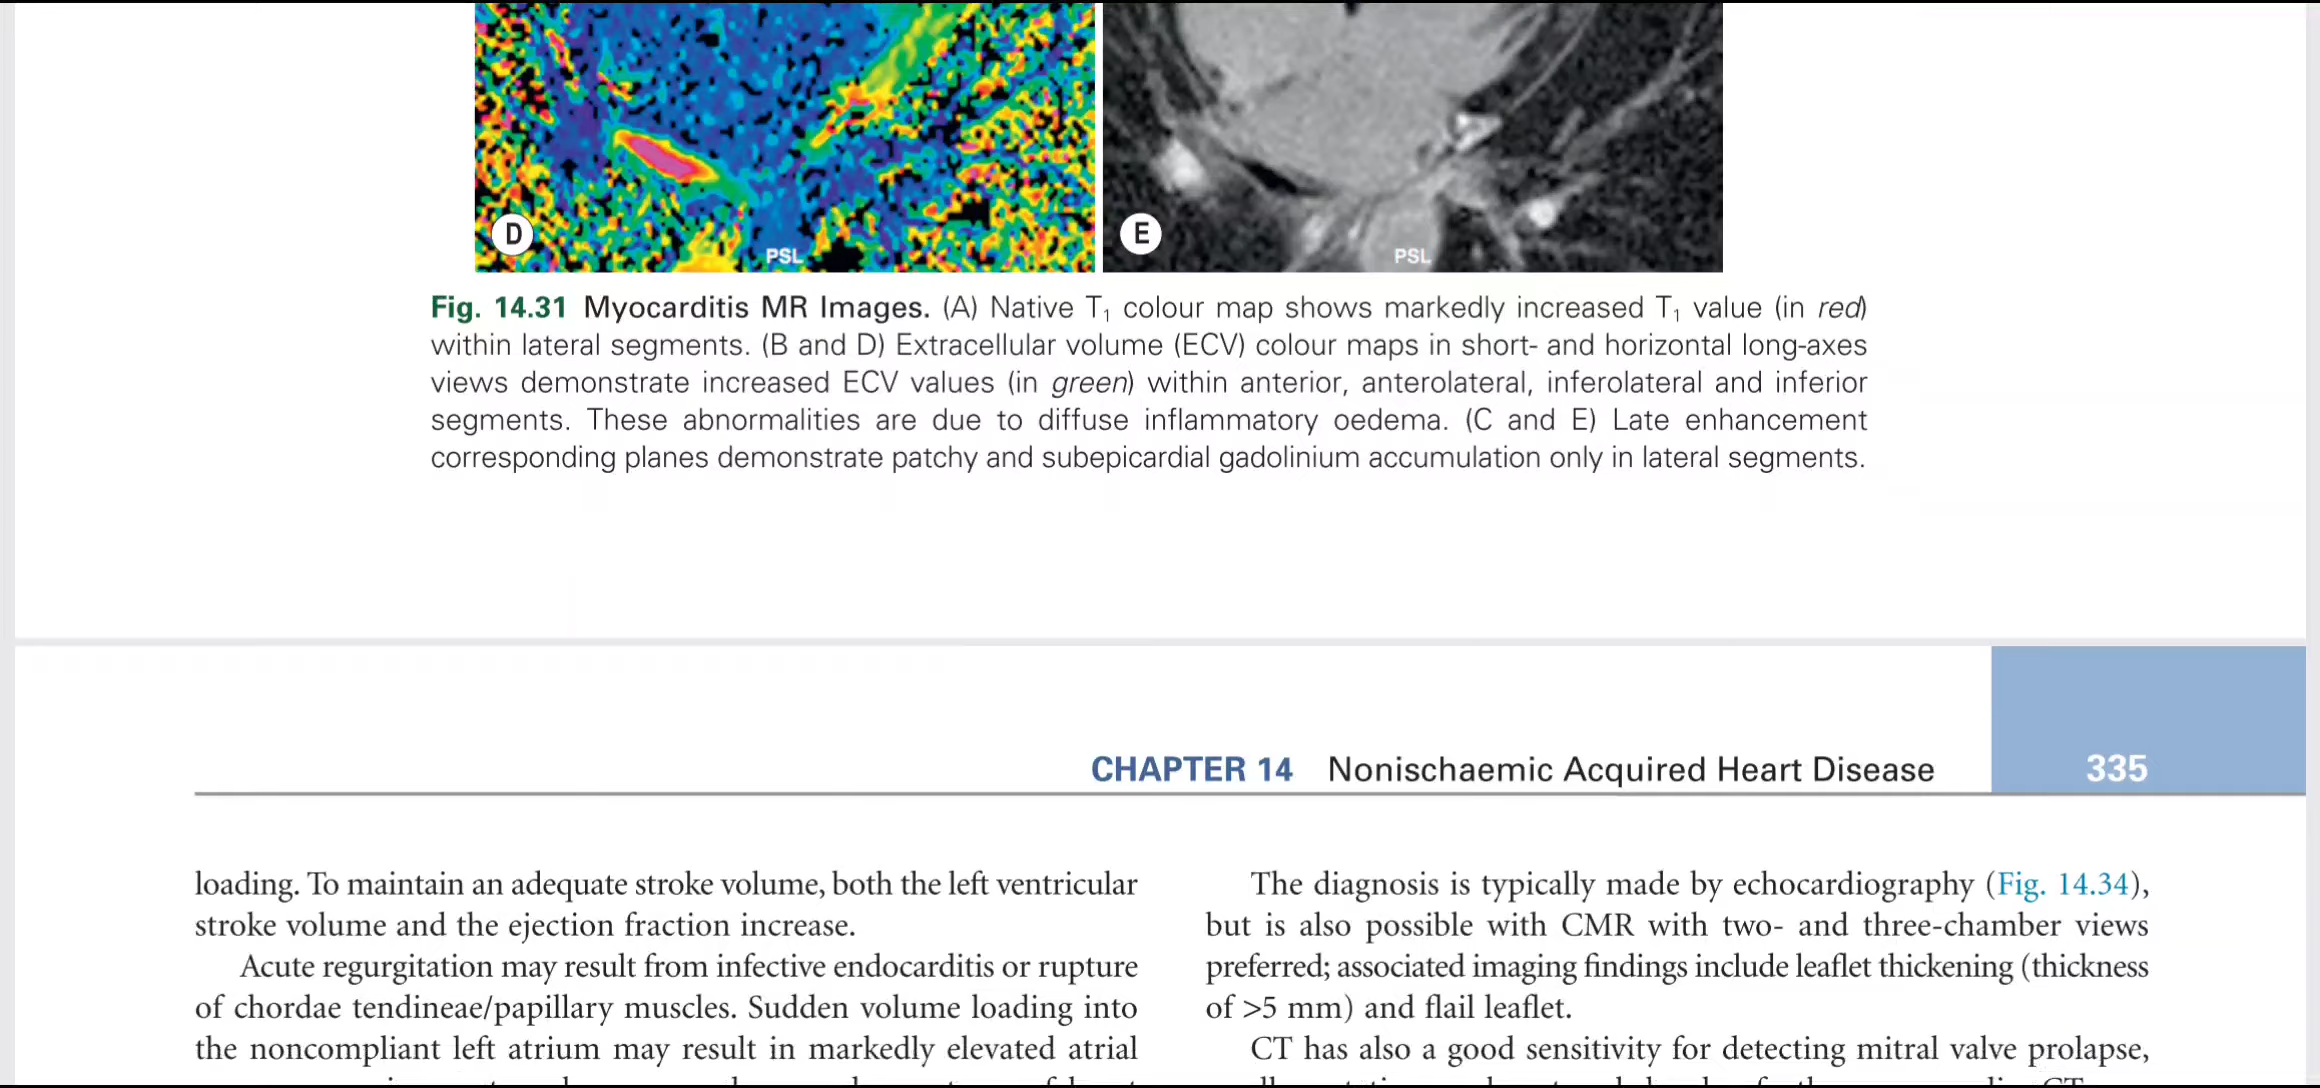 D
PSL
E
PSL
Fig. 14.31 Myocarditis MR Images. (A) Native T₁ colour map shows markedly increased T₁ value (in red)
within lateral segments. (B and D) Extracellular volume (ECV) colour maps in short- and horizontal long-axes
views demonstrate increased ECV values (in green) within anterior, anterolateral, inferolateral and inferior
segments. These abnormalities are due to diffuse inflammatory oedema. (C and E) Late enhancement
corresponding planes demonstrate patchy and subepicardial gadolinium accumulation only in lateral segments.
CHAPTER 14 Nonischaemic Acquired Heart Disease 335
loading. To maintain an adequate stroke volume, both the left ventricular
stroke volume and the ejection fraction increase.
Acute regurgitation may result from infective endocarditis or rupture
of chordae tendineae/papillary muscles. Sudden volume loading into
the noncompliant left atrium may result in markedly elevated atrial
The diagnosis is typically made by echocardiography (Fig. 14.34),
but is also possible with CMR with two- and three-chamber views
preferred; associated imaging findings include leaflet thickening (thickness
of >5 mm) and flail leaflet.
CT has also a good sensitivity for detecting mitral valve prolapse,